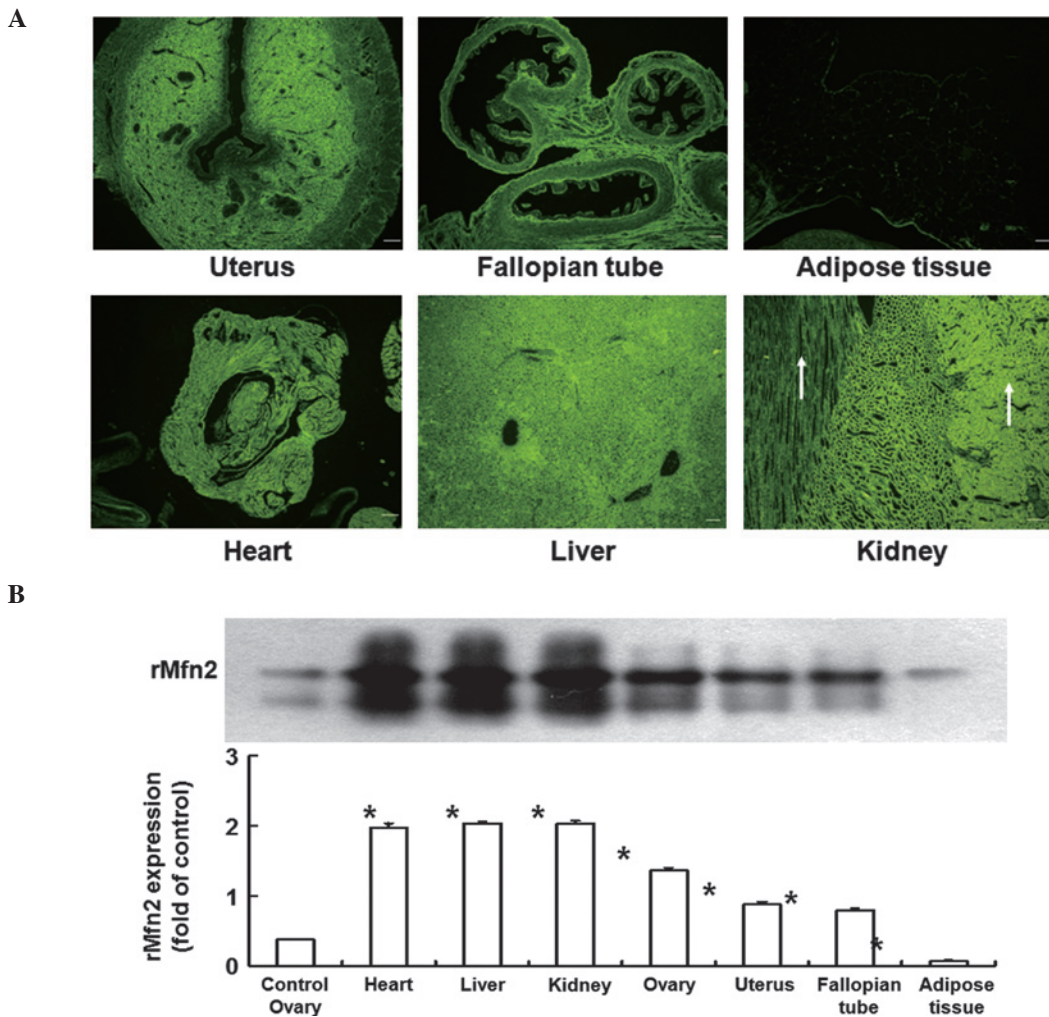 A
Uterus
Fallopian tube
Adipose tissue
Heart
Liver
Kidney
B
rMfn2
rMfn2 expression
(fold of control)
3
2
1
0
* * * * * * *
Control Ovary
Heart
Liver
Kidney
Ovary
Uterus
Fallopian tube
Adipose tissue